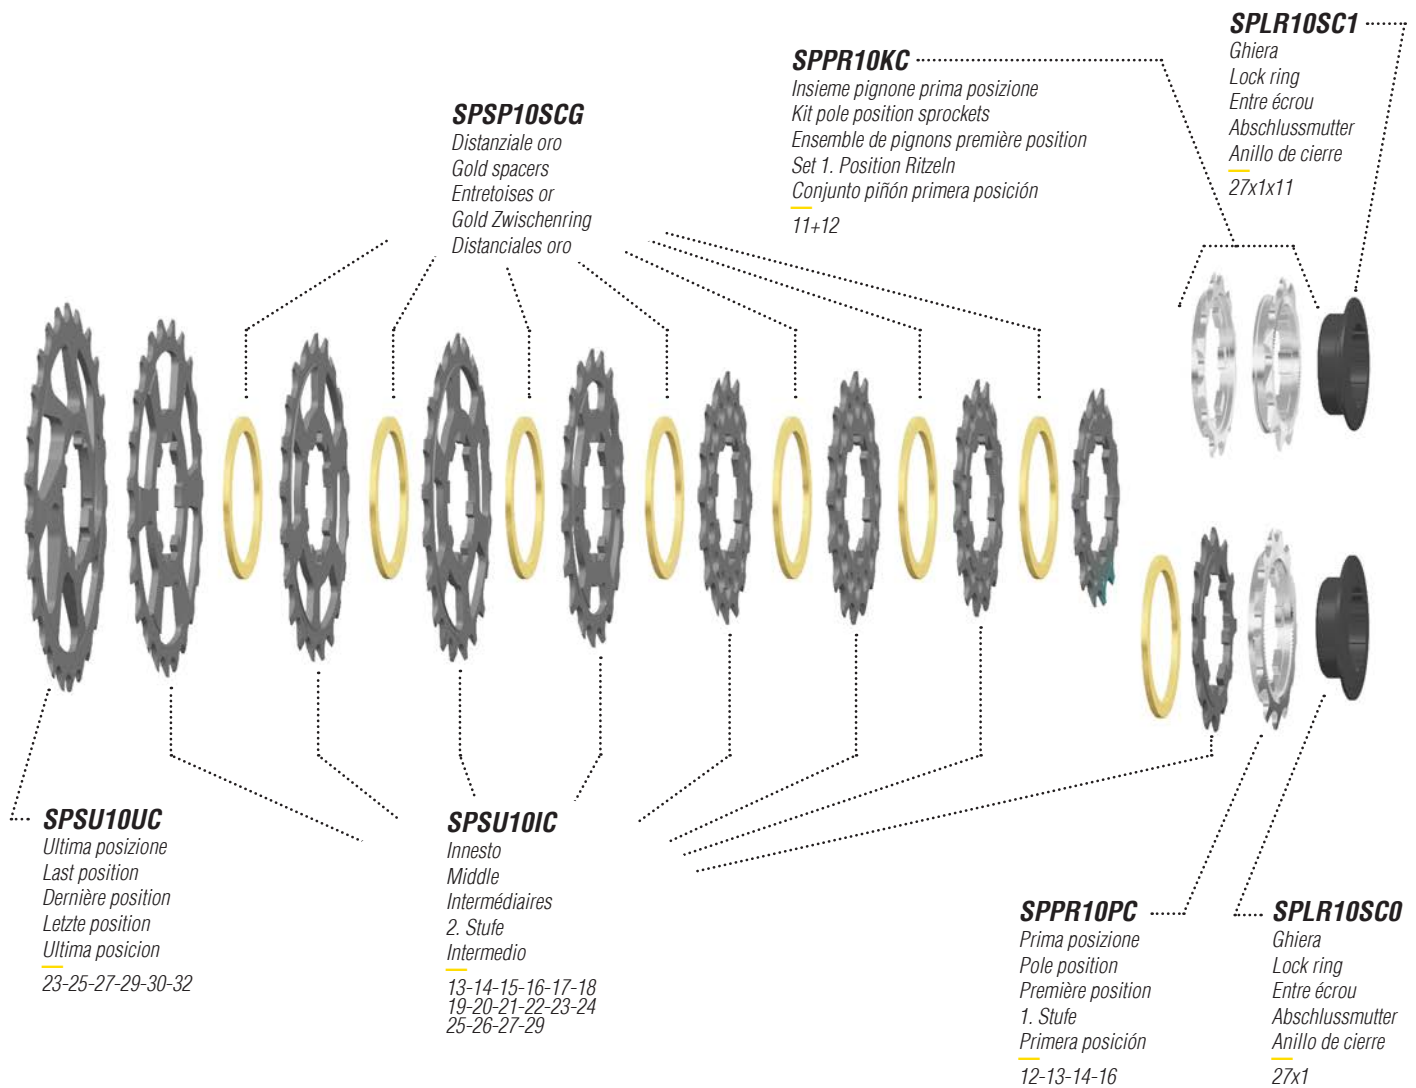 SPLR10SC1
Ghiera
Lock ring
Entre écrou
Abschlussmutter
Anillo de cierre
27x1x11
SPPR10KC
Insieme pignone prima posizione
Kit pole position sprockets
Ensemble de pignons première position
Set 1. Position Ritzeln
Conjunto piñón primera posición
11+12
SPSP10SCG
Distanziale oro
Gold spacers
Entretoises or
Gold Zwischenring
Distanciales oro
SPSU10UC
Ultima posizione
Last position
Dernière position
Letzte position
Ultima posicion
23-25-27-29-30-32
SPSU10IC
Innesto
Middle
Intermédiaires
2. Stufe
Intermedio
13-14-15-16-17-18
19-20-21-22-23-24
25-26-27-29
SPPR10PC
Prima posizione
Pole position
Première position
1. Stufe
Primera posición
12-13-14-16
SPLR10SC0
Ghiera
Lock ring
Entre écrou
Abschlussmutter
Anillo de cierre
27x1